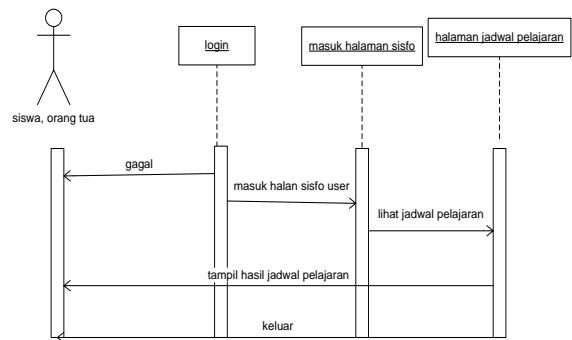 login
masuk halaman sisfo
halaman jadwal pelajaran
siswa, orang tua
gagal
masuk halan sisfo user
lihat jadwal pelajaran
tampil hasil jadwal pelajaran
keluar